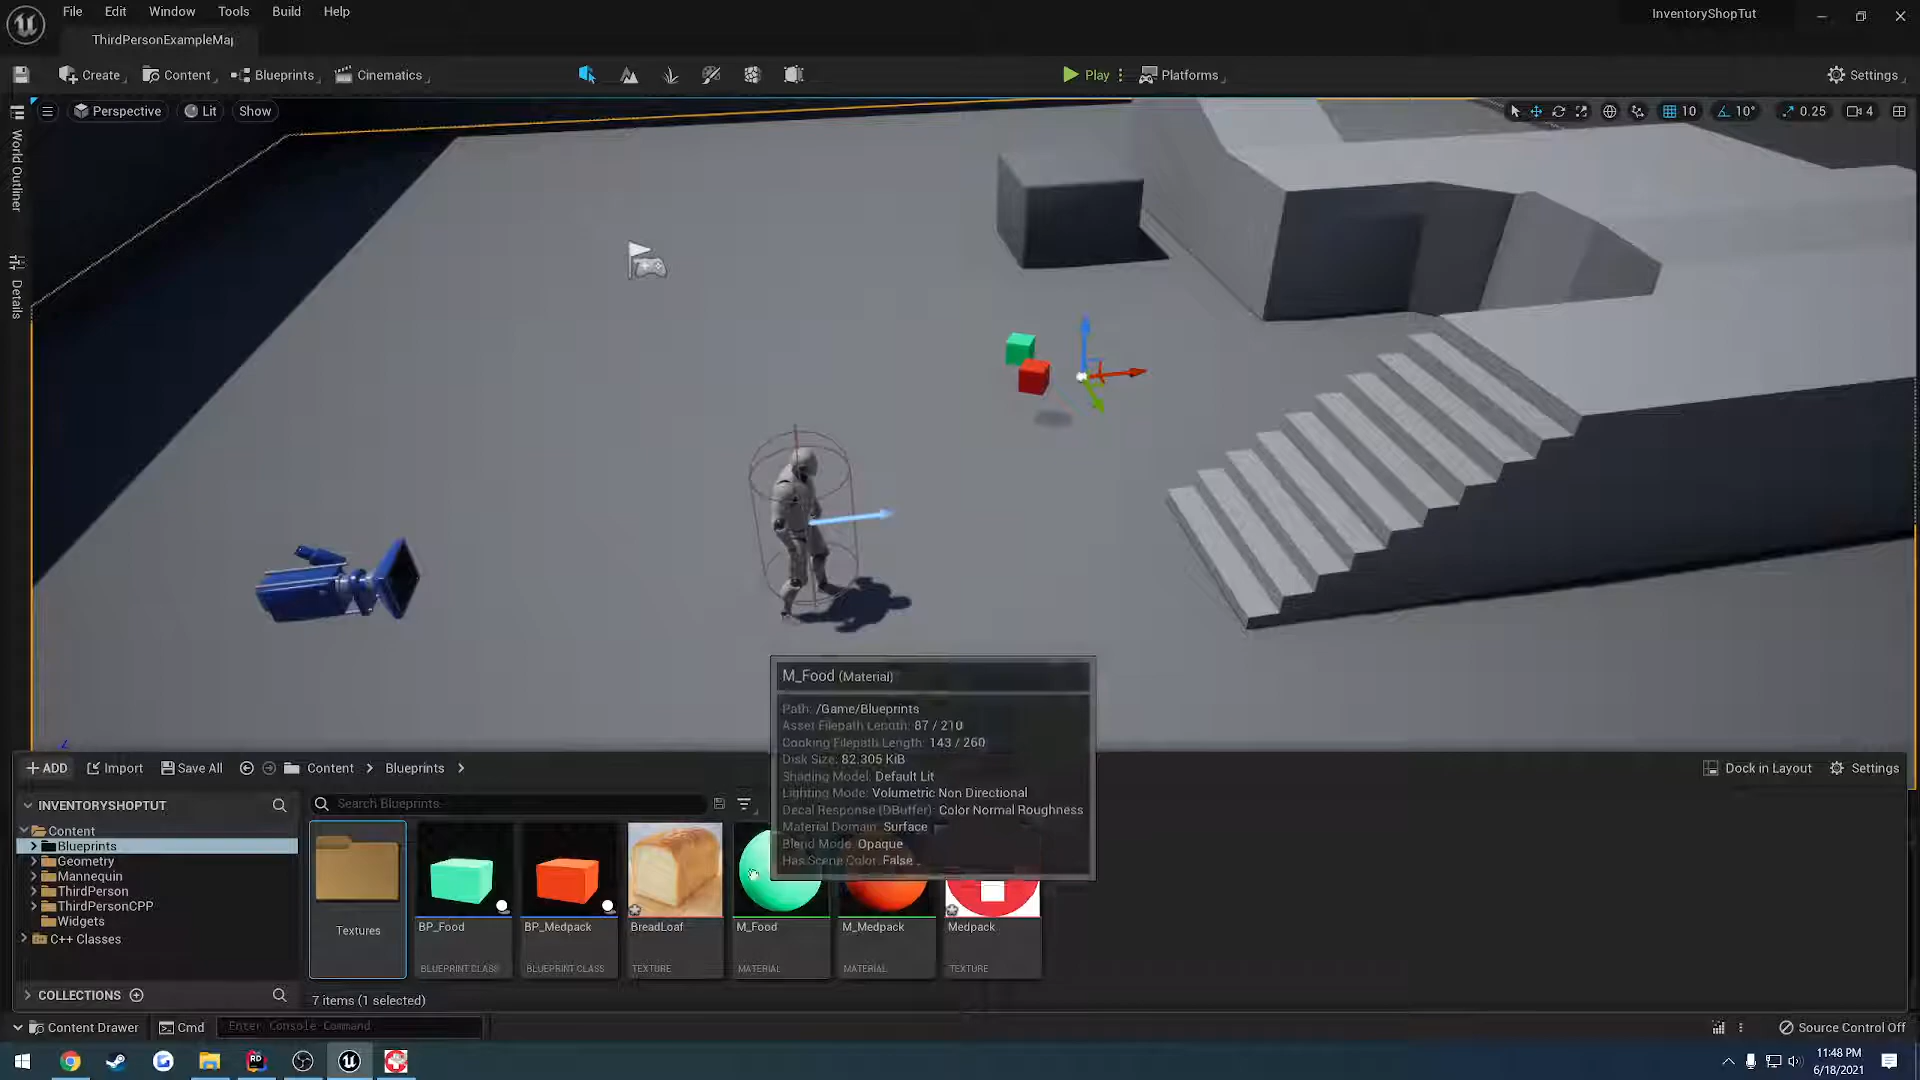 File Edit Window Tools Build Help
InventoryShopTut
ThirdPersonExampleMap
Create Content Blueprints Cinematics Play Platforms Settings
Perspective Lit Show
10 10° 0.25 4
World Outliner
Details
M_Food (Material)
Path: /Game/Blueprints
Asset Filepath Length: 87 / 210
Cooking Filepath Length: 143 / 260
Disk Size: 82.305 KiB
Shading Model: Default Lit
Lighting Mode: Volumetric Non Directional
Decal Response (DBuffer): Color Normal Roughness
Material Domain: Surface
Blend Mode: Opaque
Has Scene Color: False
+ ADD Import Save All Content > Blueprints > Dock in Layout Settings
INVENTORYSHOPTUT
Search Blueprints
Content
Blueprints
Geometry
Mannequin
ThirdPerson
ThirdPersonCPP
Widgets
C++ Classes
COLLECTIONS
Textures
BP_Food
BLUEPRINT CLASS
BP_Medpack
BLUEPRINT CLASS
BreadLoaf
TEXTURE
M_Food
MATERIAL
M_Medpack
MATERIAL
Medpack
TEXTURE
7 items (1 selected)
Content Drawer Cmd Enter Console Command Source Control Off
RD
11:48 PM
6/18/2021